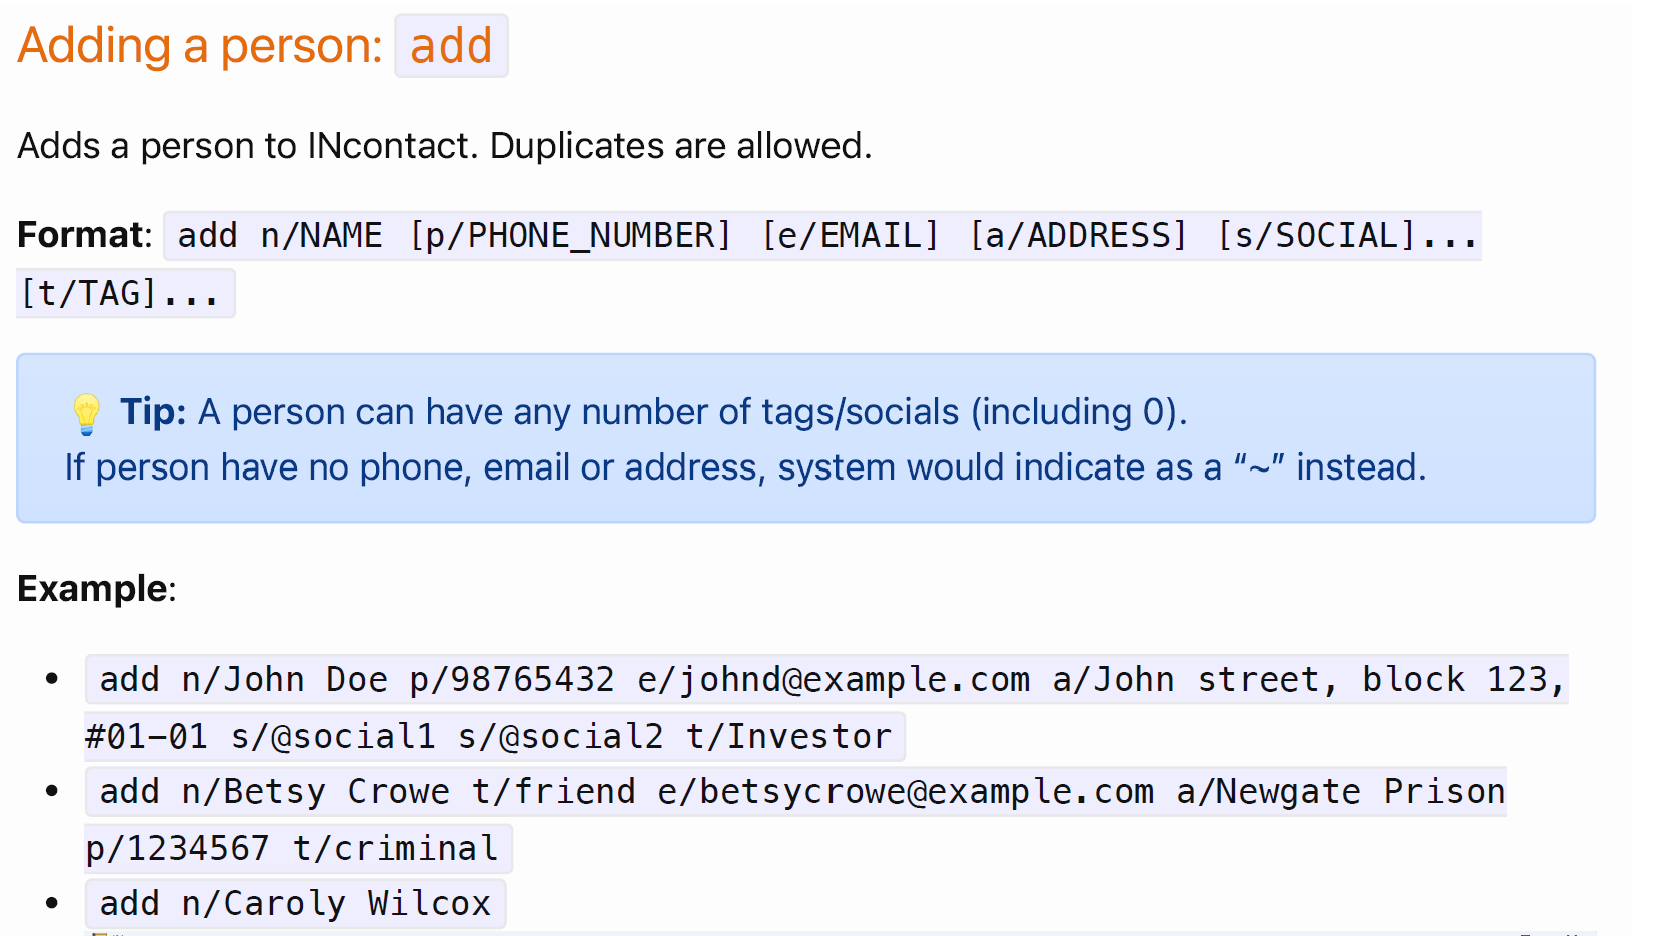 Adding a person: add
Adds a person to INcontact. Duplicates are allowed.
Format: add n/NAME [p/PHONE_NUMBER] [e/EMAIL] [a/ADDRESS] [s/SOCIAL]...
[t/TAG]...
💡 Tip: A person can have any number of tags/socials (including 0).
If person have no phone, email or address, system would indicate as a “~” instead.
Example:
• add n/John Doe p/98765432 e/johnd@example.com a/John street, block 123,
#01-01 s/@social1 s/@social2 t/Investor
• add n/Betsy Crowe t/friend e/betsycrowe@example.com a/Newgate Prison
p/1234567 t/criminal
• add n/Caroly Wilcox